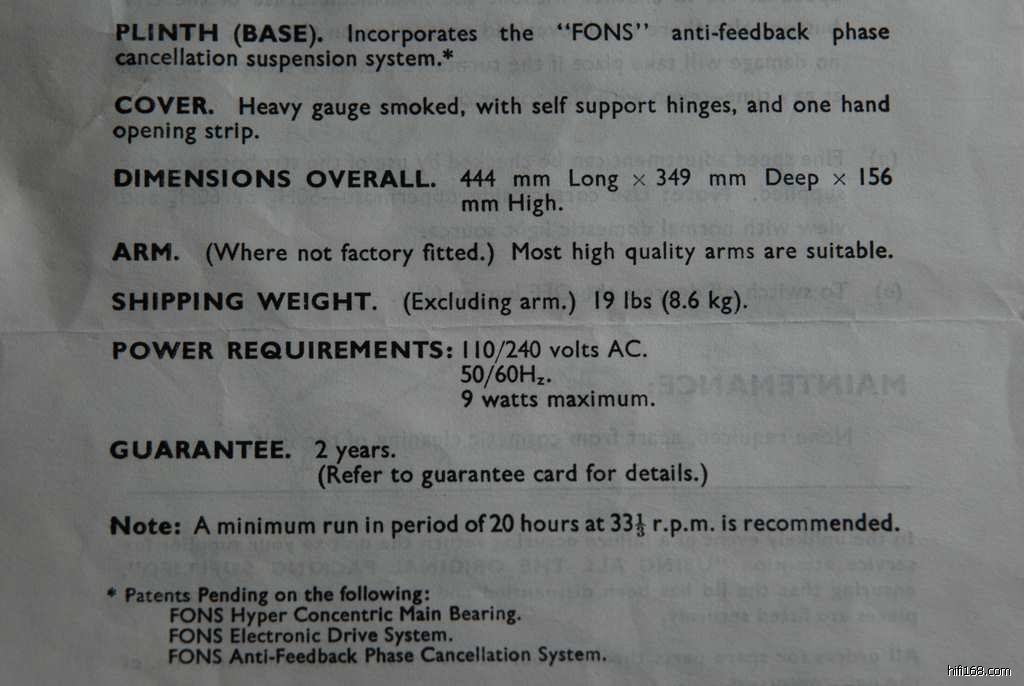 PLINTH (BASE). Incorporates the "FONS" anti-feedback phase
cancellation suspension system.*
COVER. Heavy gauge smoked, with self support hinges, and one hand
opening strip.
DIMENSIONS OVERALL. 444 mm Long × 349 mm Deep × 156
mm High.
ARM. (Where not factory fitted.) Most high quality arms are suitable.
SHIPPING WEIGHT. (Excluding arm.) 19 lbs (8.6 kg).
POWER REQUIREMENTS: 110/240 volts AC.
50/60Hz.
9 watts maximum.
GUARANTEE. 2 years.
(Refer to guarantee card for details.)
Note: A minimum run in period of 20 hours at 33⅓ r.p.m. is recommended.
* Patents Pending on the following:
FONS Hyper Concentric Main Bearing.
FONS Electronic Drive System.
FONS Anti-Feedback Phase Cancellation System.
hifi168.com